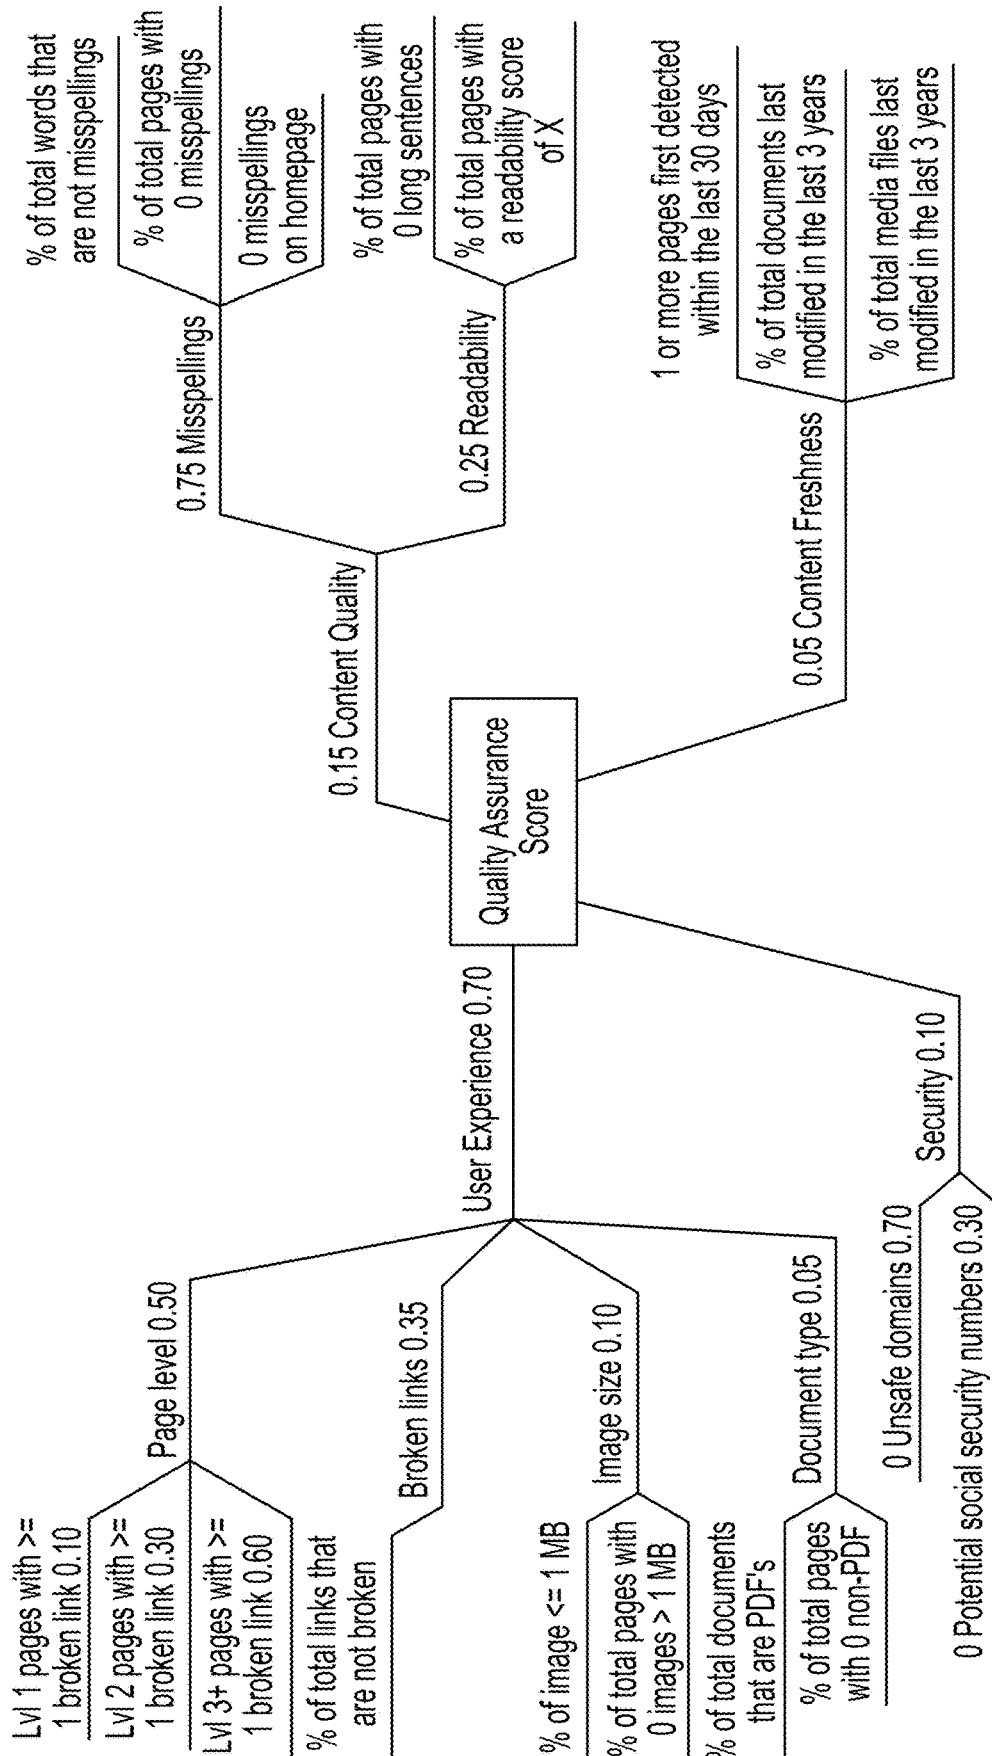 Quality Assurance
Score
User Experience 0.70
Page level 0.50
Lvl 1 pages with >=
1 broken link 0.10
Lvl 2 pages with >=
1 broken link 0.30
Lvl 3+ pages with >=
1 broken link 0.60
Broken links 0.35
% of total links that
are not broken
Image size 0.10
% of image <= 1 MB
% of total pages with
0 images > 1 MB
Document type 0.05
% of total documents
that are PDF's
% of total pages
with 0 non-PDF
Security 0.10
0 Unsafe domains 0.70
0 Potential social security numbers 0.30
0.15 Content Quality
0.75 Misspellings
% of total words that
are not misspellings
% of total pages with
0 misspellings
0 misspellings
on homepage
0.25 Readability
% of total pages with
0 long sentences
% of total pages with
a readability score
of X
0.05 Content Freshness
1 or more pages first detected
within the last 30 days
% of total documents last
modified in the last 3 years
% of total media files last
modified in the last 3 years